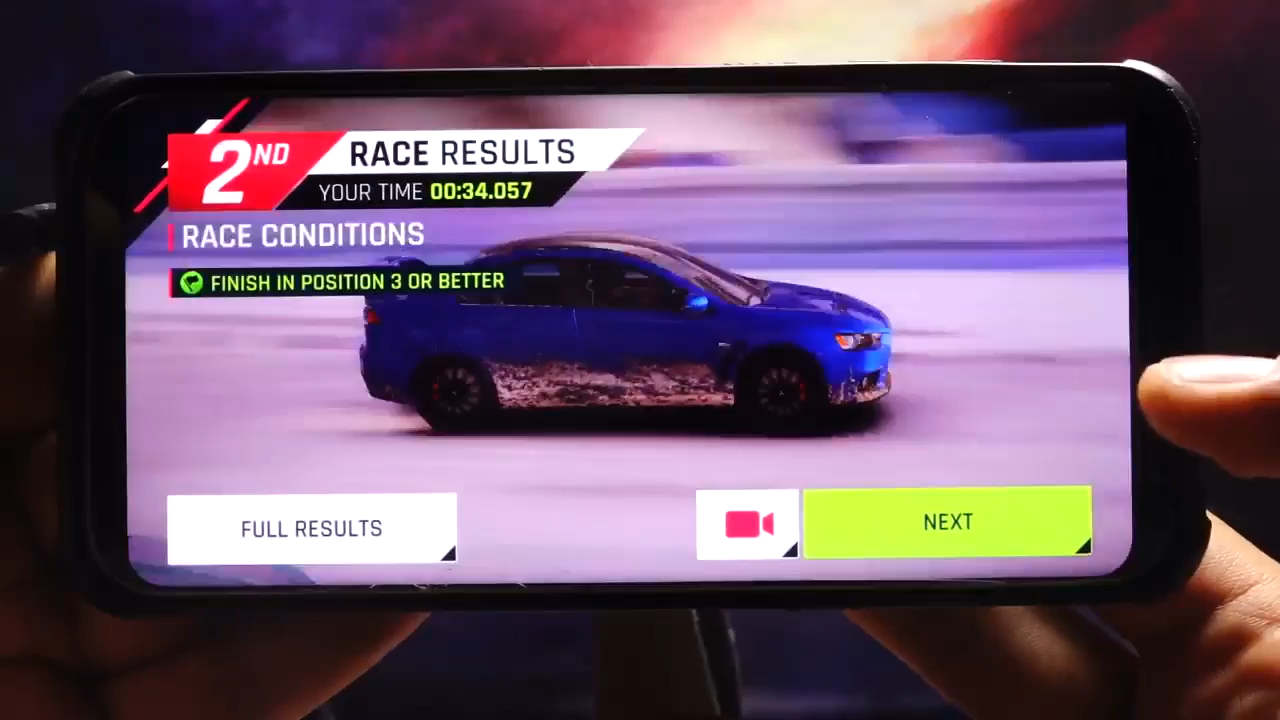 2ND
RACE RESULTS
YOUR TIME 00:34.057
RACE CONDITIONS
FINISH IN POSITION 3 OR BETTER
FULL RESULTS
NEXT